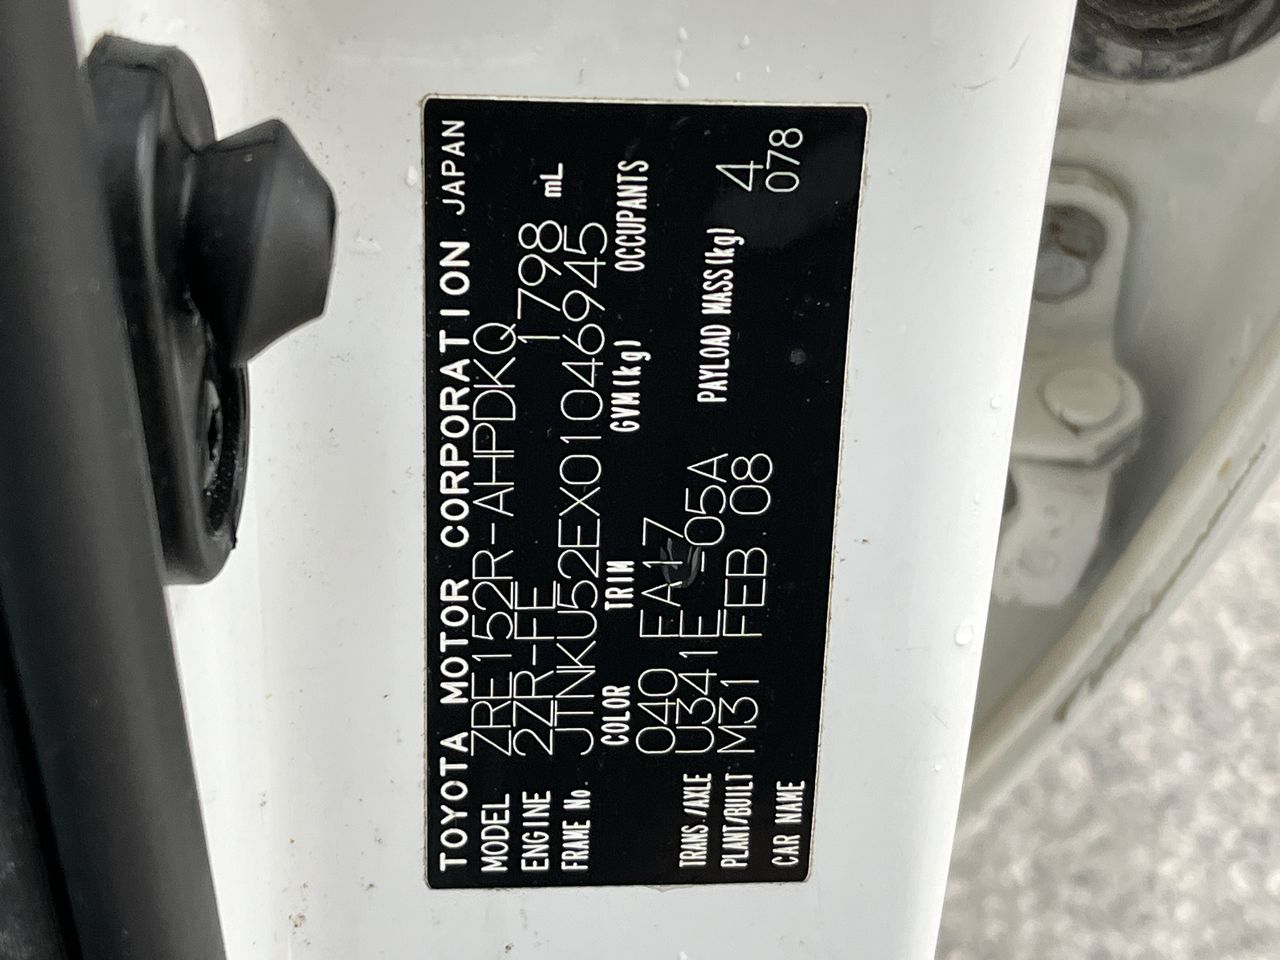 TOYOTA MOTOR CORPORATION JAPAN
MODEL ZRE152R-AHPDKQ
ENGINE 2ZR-FE 1798 mL
FRAME No. JTNKU52EX01046945
COLOR TRIM GVM(kg) OCCUPANTS
040 EA17
TRANS./AXLE U341E -05A PAYLOAD MASS(kg) 4
PLANT/BUILT M31 FEB.08 078
CAR NAME